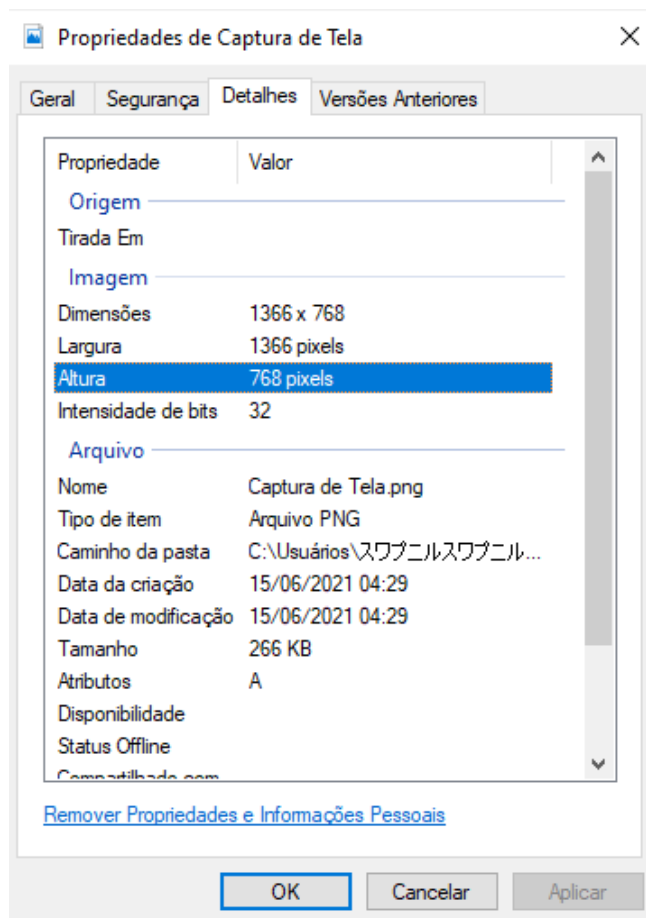 Propriedades de Captura de Tela
Geral Segurança Detalhes Versões Anteriores
Propriedade Valor
Origem
Tirada Em
Imagem
Dimensões 1366 x 768
Largura 1366 pixels
Altura 768 pixels
Intensidade de bits 32
Arquivo
Nome Captura de Tela.png
Tipo de item Arquivo PNG
Caminho da pasta C:\Usuários\スワプニルスワプニル...
Data da criação 15/06/2021 04:29
Data de modificação 15/06/2021 04:29
Tamanho 266 KB
Atributos A
Disponibilidade
Status Offline
Compartilhado com
Remover Propriedades e Informações Pessoais
OK Cancelar Aplicar